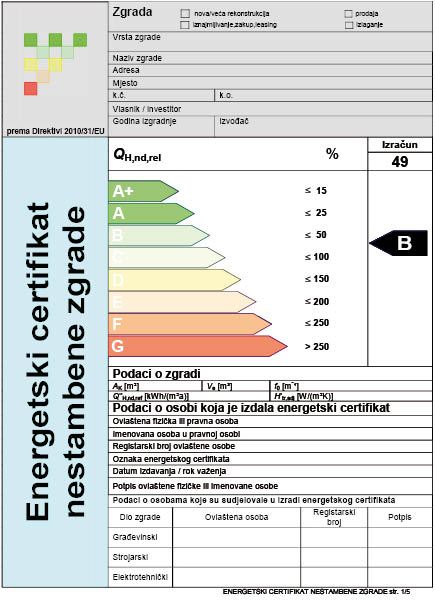 Zgrada
nova/veća rekonstrukcija
prodaja
iznajmljivanje,zakup,leasing
izlaganje
Vrsta zgrade
Naziv zgrade
Adresa
Mjesto
k.č.
k.o.
Vlasnik / investitor
Godina izgradnje
Izvođač
prema Direktivi 2010/31/EU
Energetski certifikat
nestambene zgrade
QH,nd,rel
%
Izračun
49
A+ ≤ 15
A ≤ 25
B ≤ 50
B
C ≤ 100
D ≤ 150
E ≤ 200
F ≤ 250
G > 250
Podaci o zgradi
AK [m²] Ve [m³] f0 [m⁻¹]
Q"H,nd,ref [kWh/(m³a)] H'tr,adj [W/(m²K)]
Podaci o osobi koja je izdala energetski certifikat
Ovlaštena fizička ili pravna osoba
Imenovana osoba u pravnoj osobi
Registarski broj ovlaštene osobe
Oznaka energetskog certifikata
Datum izdavanja / rok važenja
Potpis ovlaštene fizičke ili imenovane osobe
Podaci o osobama koje su sudjelovale u izradi energetskog certifikata
Dio zgrade Ovlaštena osoba Registarski broj Potpis
Građevinski
Strojarski
Elektrotehnički
ENERGETSKI CERTIFIKAT NESTAMBENE ZGRADE str. 1/5